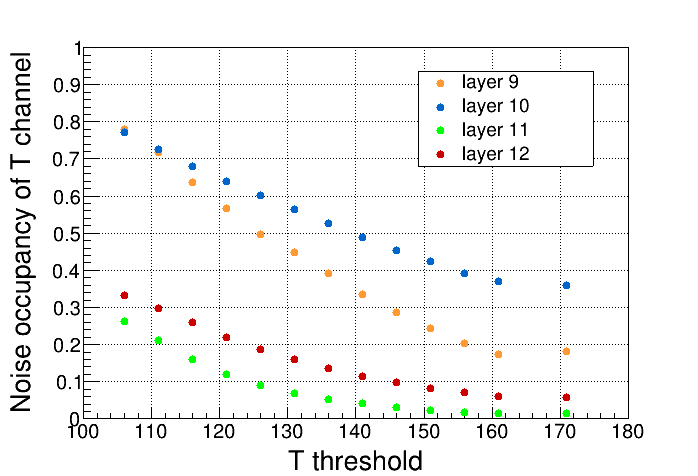 Noise occupancy of T channel
1
0.9
0.8
0.7
0.6
0.5
0.4
0.3
0.2
0.1
0
layer 9
layer 10
layer 11
layer 12
100 110 120 130 140 150 160 170 180
T threshold